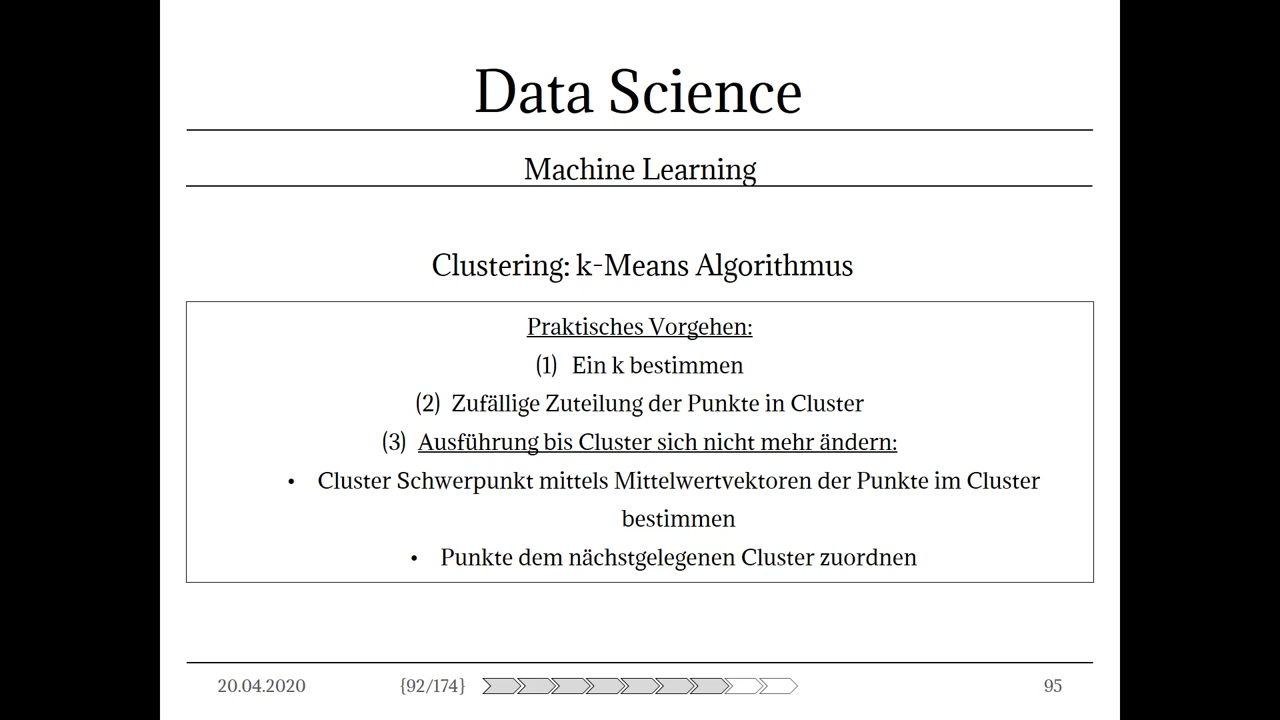 Data Science
Machine Learning
Clustering: k-Means Algorithmus
Praktisches Vorgehen:
(1) Ein k bestimmen
(2) Zufällige Zuteilung der Punkte in Cluster
(3) Ausführung bis Cluster sich nicht mehr ändern:
• Cluster Schwerpunkt mittels Mittelwertvektoren der Punkte im Cluster
bestimmen
• Punkte dem nächstgelegenen Cluster zuordnen
20.04.2020 {92/174} 95